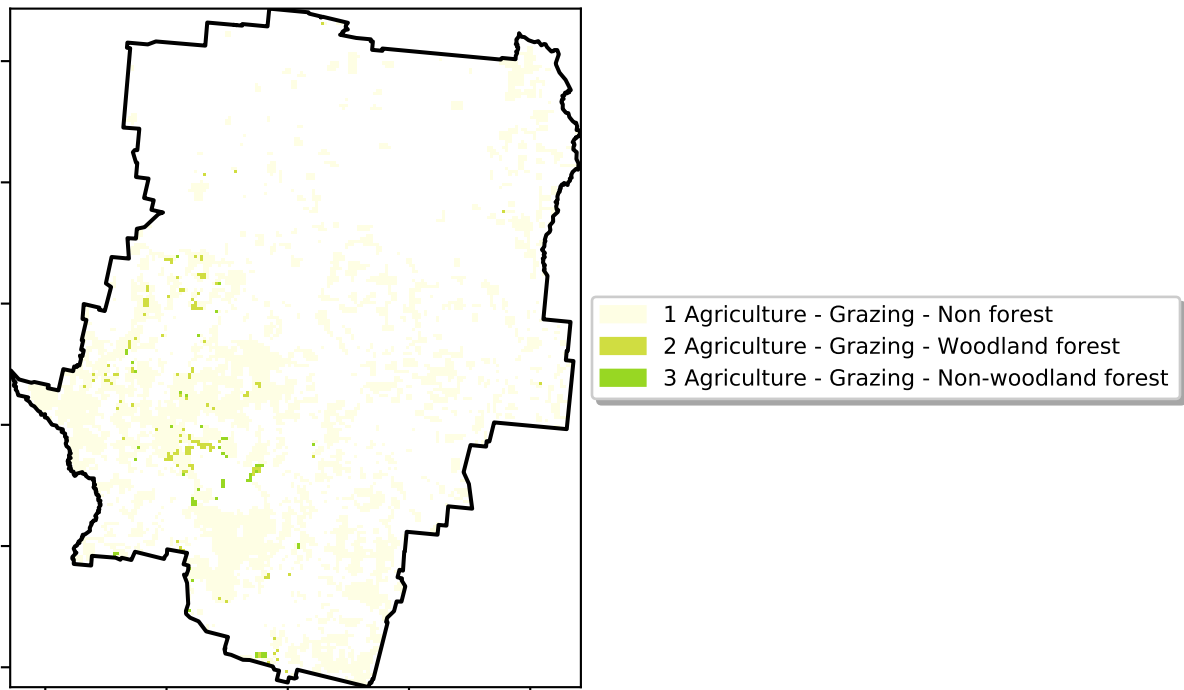 1 Agriculture - Grazing - Non forest
2 Agriculture - Grazing - Woodland forest
3 Agriculture - Grazing - Non-woodland forest